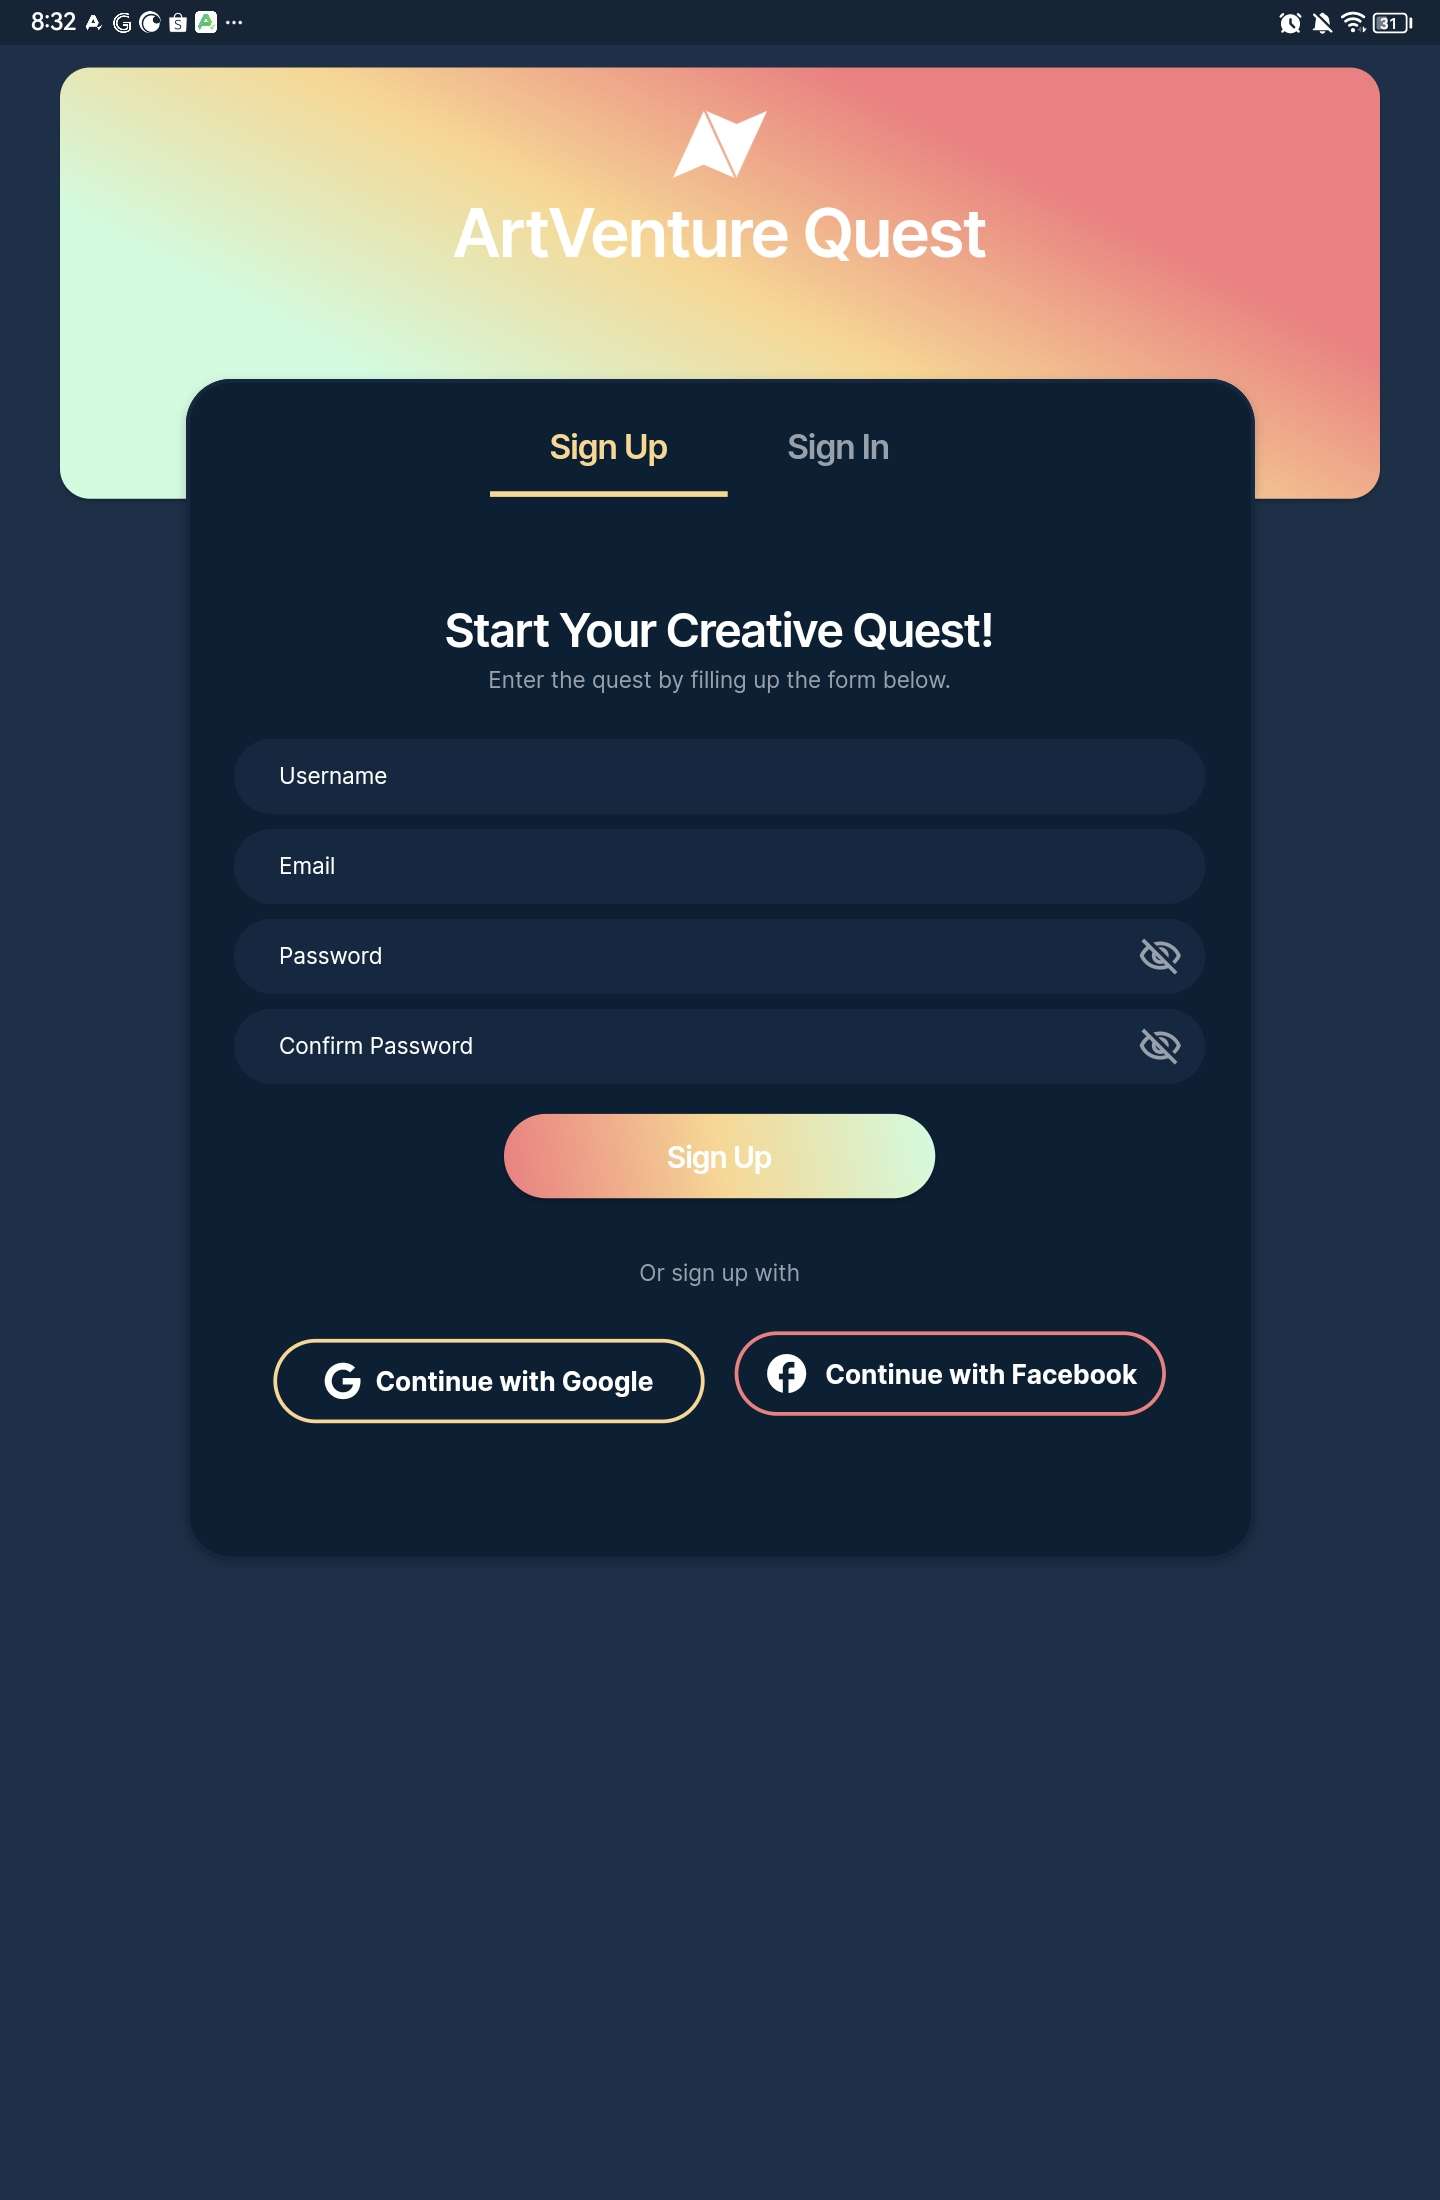 8:32
31
ArtVenture Quest
Sign Up Sign In
Start Your Creative Quest!
Enter the quest by filling up the form below.
Username
Email
Password
Confirm Password
Sign Up
Or sign up with
Continue with Google Continue with Facebook